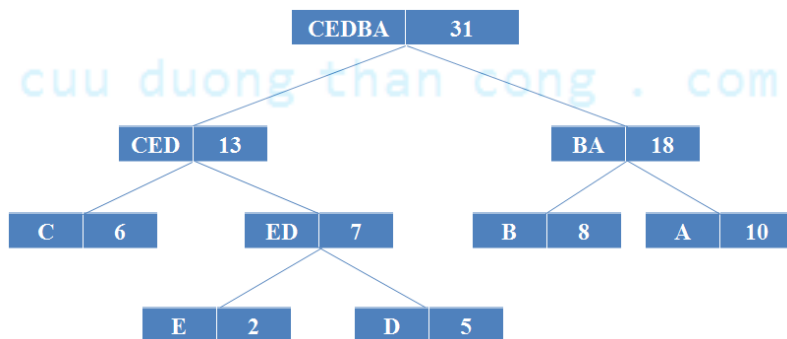 CEDBA 31
cuu duong than cong . com
CED 13 BA 18
C 6 ED 7 B 8 A 10
E 2 D 5